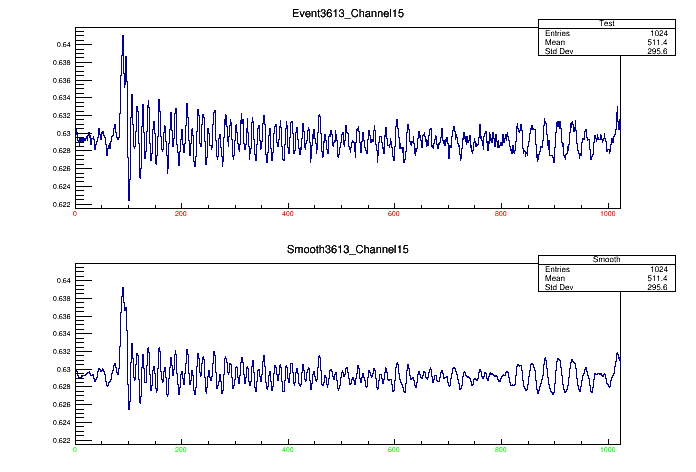 Event3613_Channel15
Test
Entries 1024
Mean 511.4
Std Dev 295.6
0.64
0.638
0.636
0.634
0.632
0.63
0.628
0.626
0.624
0.622
0 200 400 600 800 1000
Smooth3613_Channel15
Smooth
Entries 1024
Mean 511.4
Std Dev 295.6
0.64
0.638
0.636
0.634
0.632
0.63
0.628
0.626
0.624
0.622
0 200 400 600 800 1000